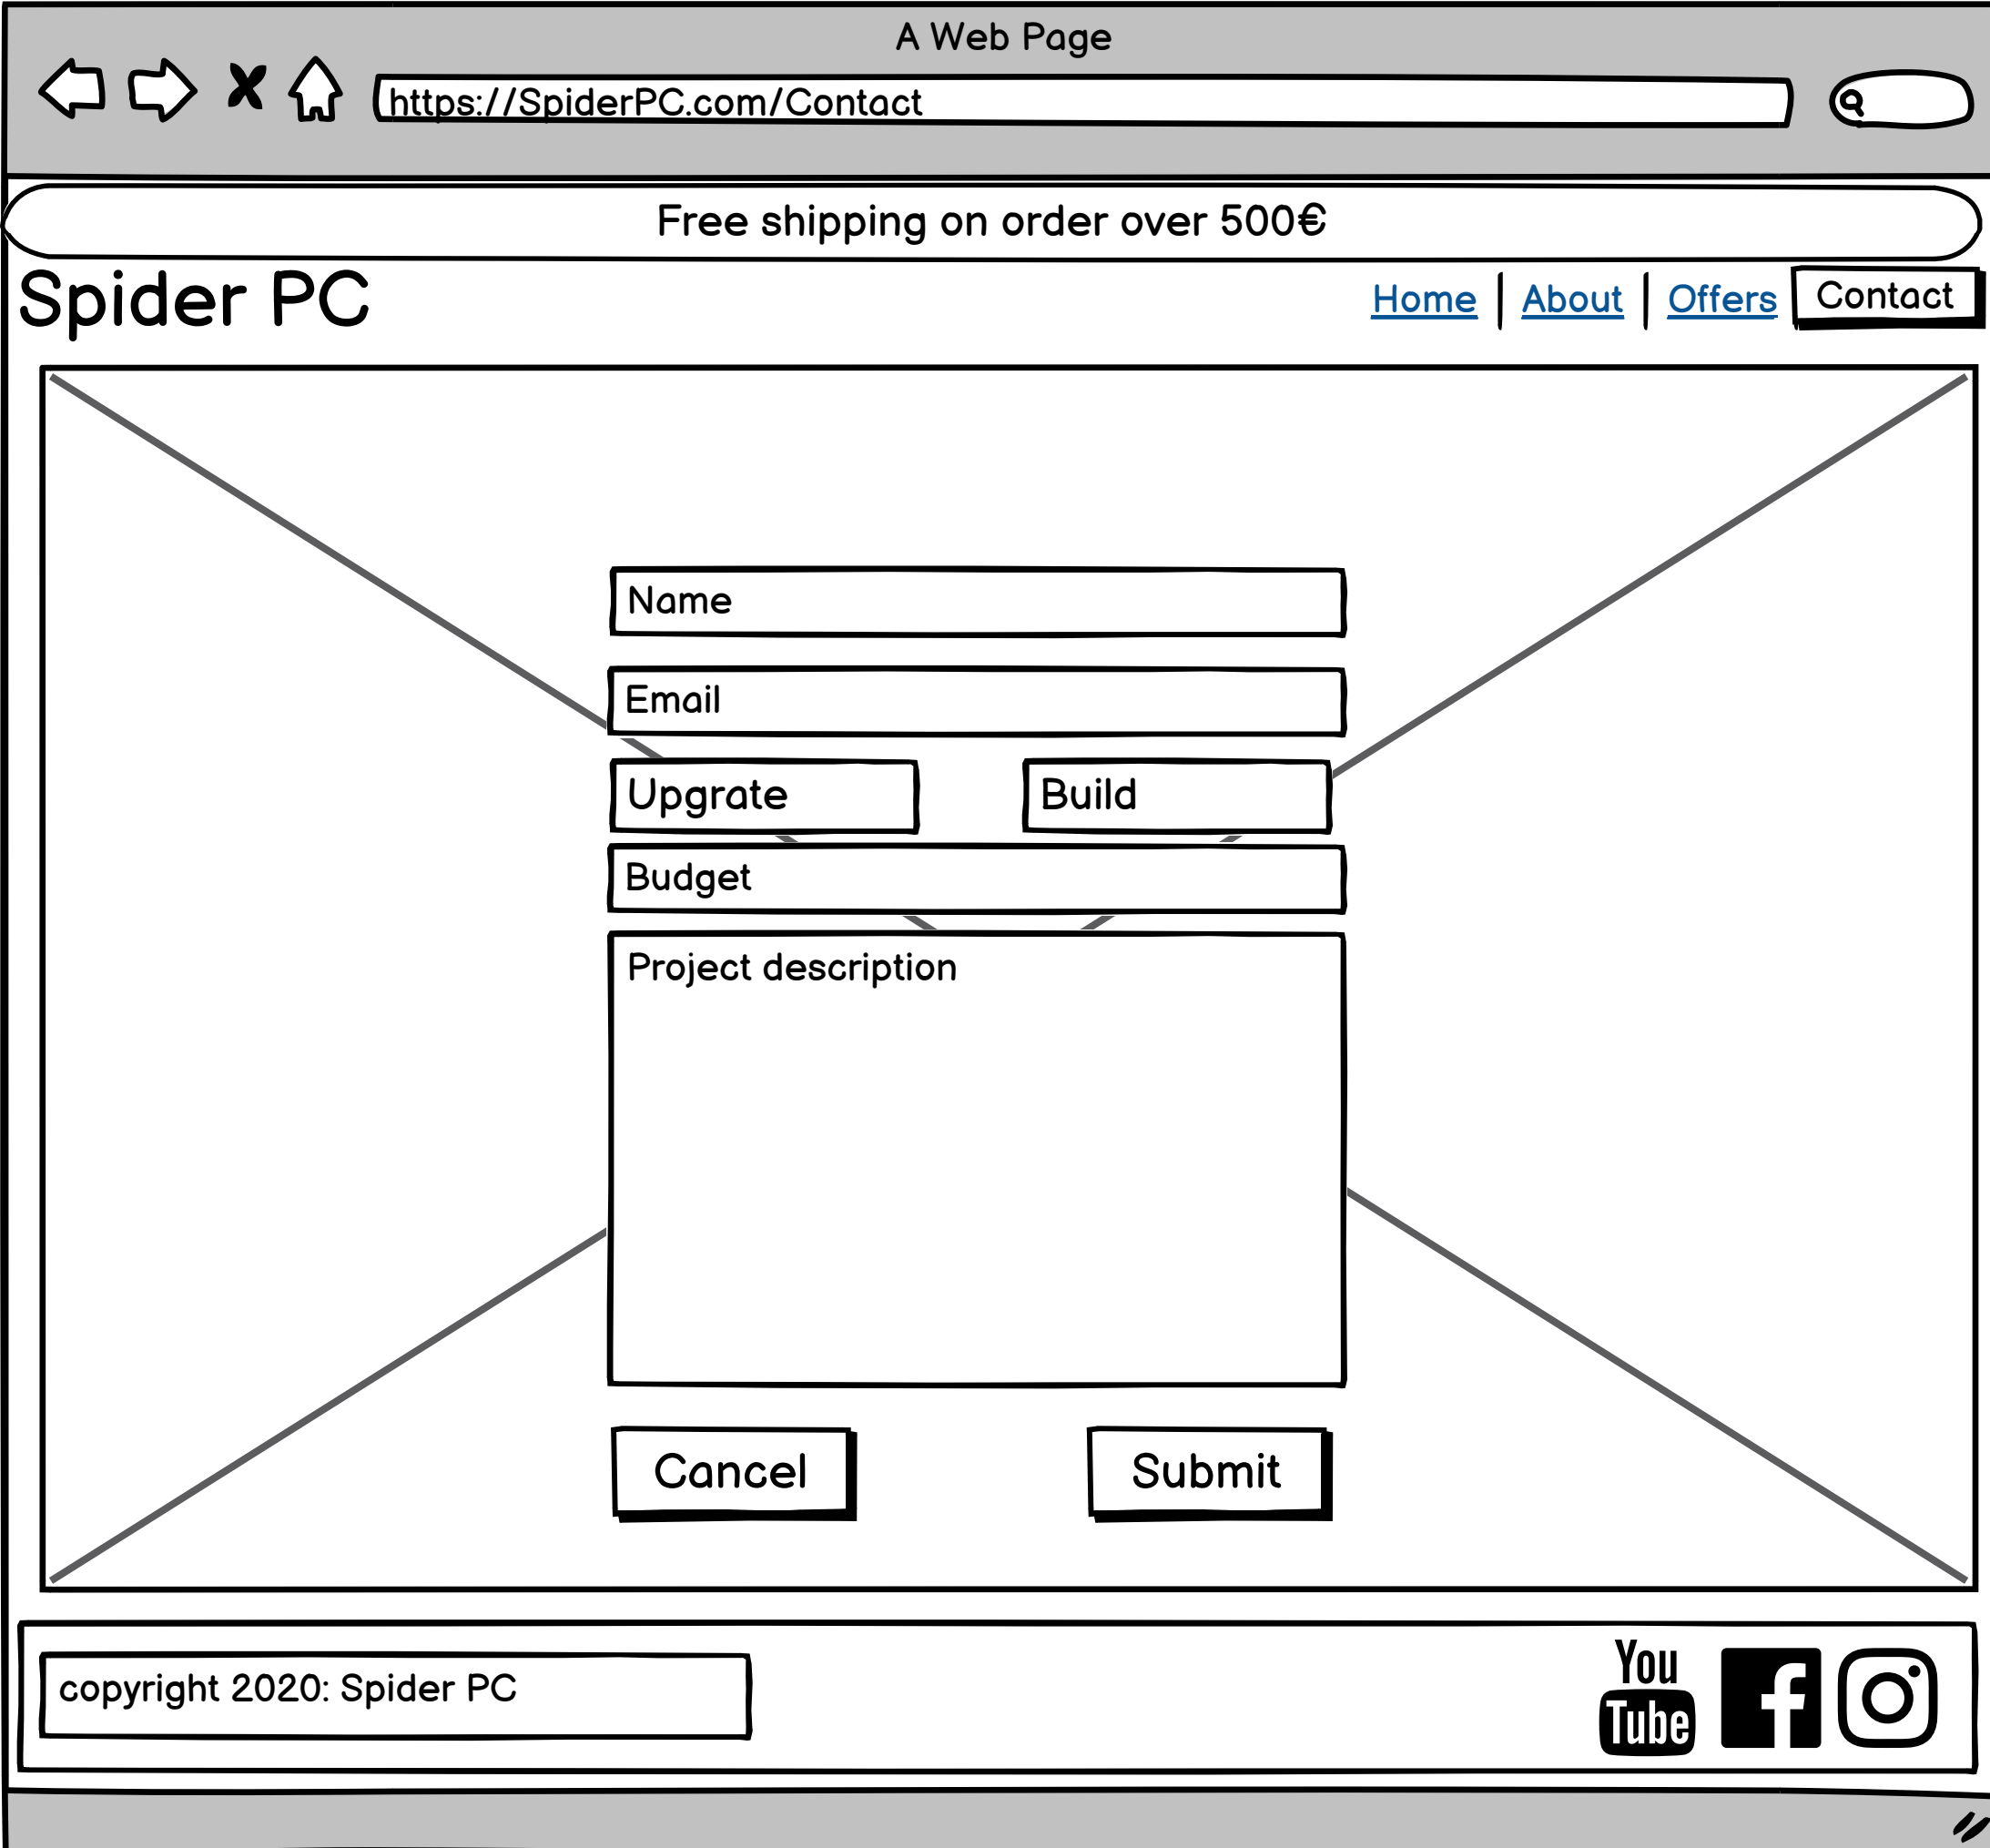 A Web Page
https://SpiderPC.com/Contact
Free shipping on order over 500€
Spider PC
Home | About | Offers Contact
Name
Email
Upgrate Build
Budget
Project description
Cancel Submit
copyright 2020: Spider PC
You
Tube